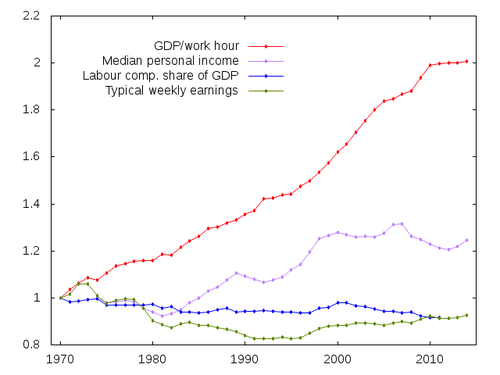 2.2
2
1.8
1.6
1.4
1.2
1
0.8
GDP/work hour
Median personal income
Labour comp. share of GDP
Typical weekly earnings
1970 1980 1990 2000 2010